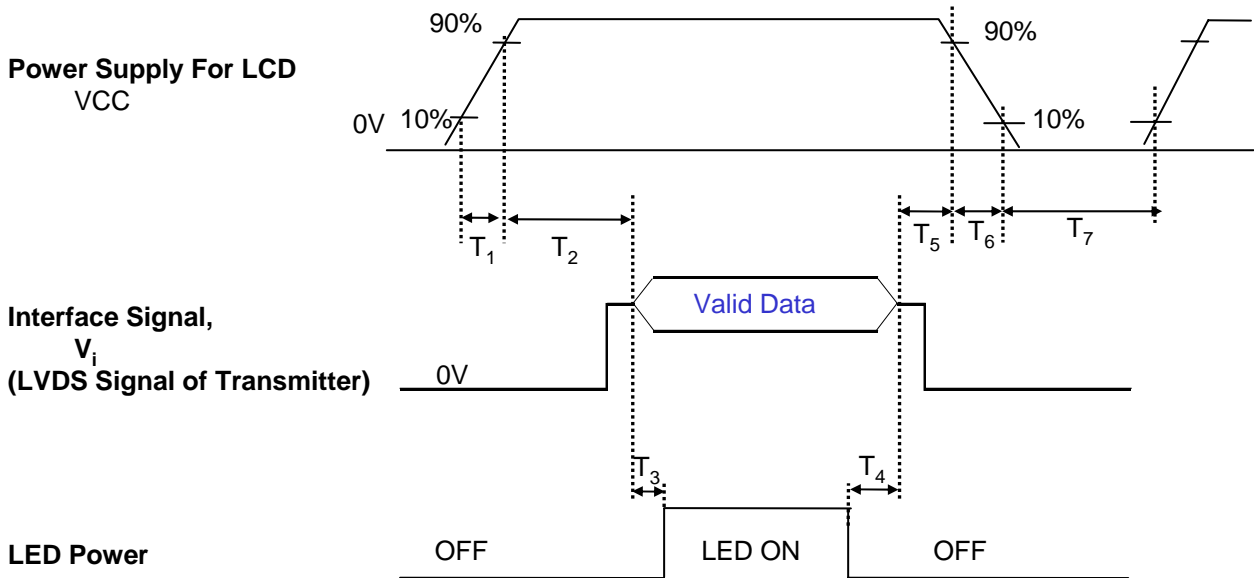 90%
90%
Power Supply For LCD
VCC
0V
10%
10%
T1
T2
T5
T6
T7
Valid Data
Interface Signal,
Vi
(LVDS Signal of Transmitter)
0V
T3
T4
LED Power
OFF
LED ON
OFF